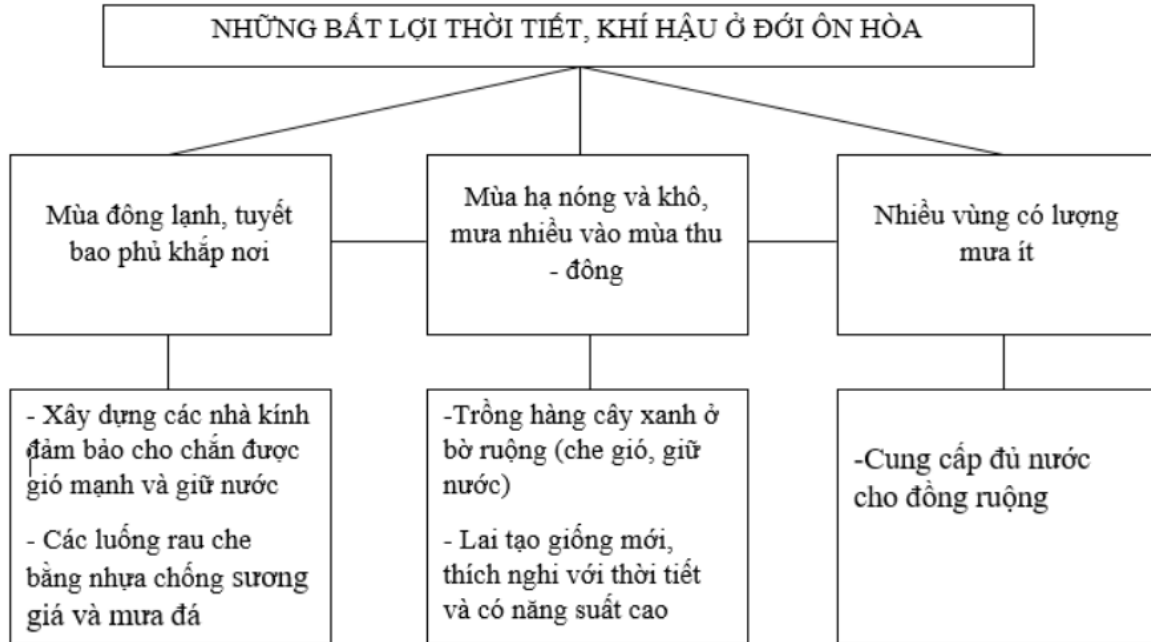 NHỮNG BẤT LỢI THỜI TIẾT, KHÍ HẬU Ở ĐỚI ÔN HÒA
Mùa đông lạnh, tuyết
bao phủ khắp nơi
Mùa hạ nóng và khô,
mưa nhiều vào mùa thu
- đông
Nhiều vùng có lượng
mưa ít
- Xây dựng các nhà kính
đảm bảo cho chắn được
gió mạnh và giữ nước
- Các luống rau che
bằng nhựa chống sương
giá và mưa đá
-Trồng hàng cây xanh ở
bờ ruộng (che gió, giữ
nước)
- Lai tạo giống mới,
thích nghi với thời tiết
và có năng suất cao
-Cung cấp đủ nước
cho đồng ruộng